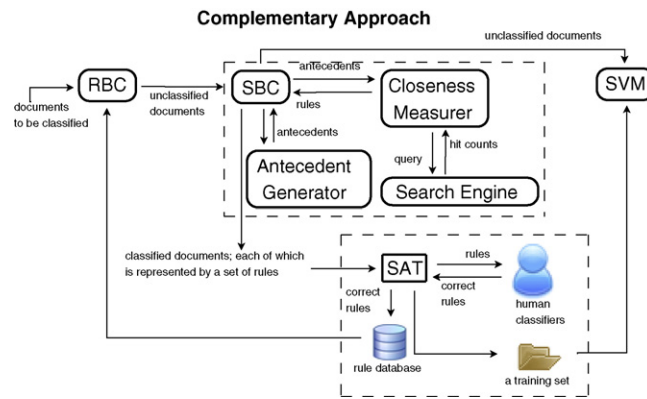 Complementary Approach
unclassified documents
RBC
SBC
antecedents
rules
Closeness
Measurer
SVM
documents
to be classified
unclassified
documents
antecedents
query
hit counts
Antecedent
Generator
Search Engine
classified documents; each of which
is represented by a set of rules
SAT
rules
correct
rules
human
classifiers
correct
rules
rule database
a training set